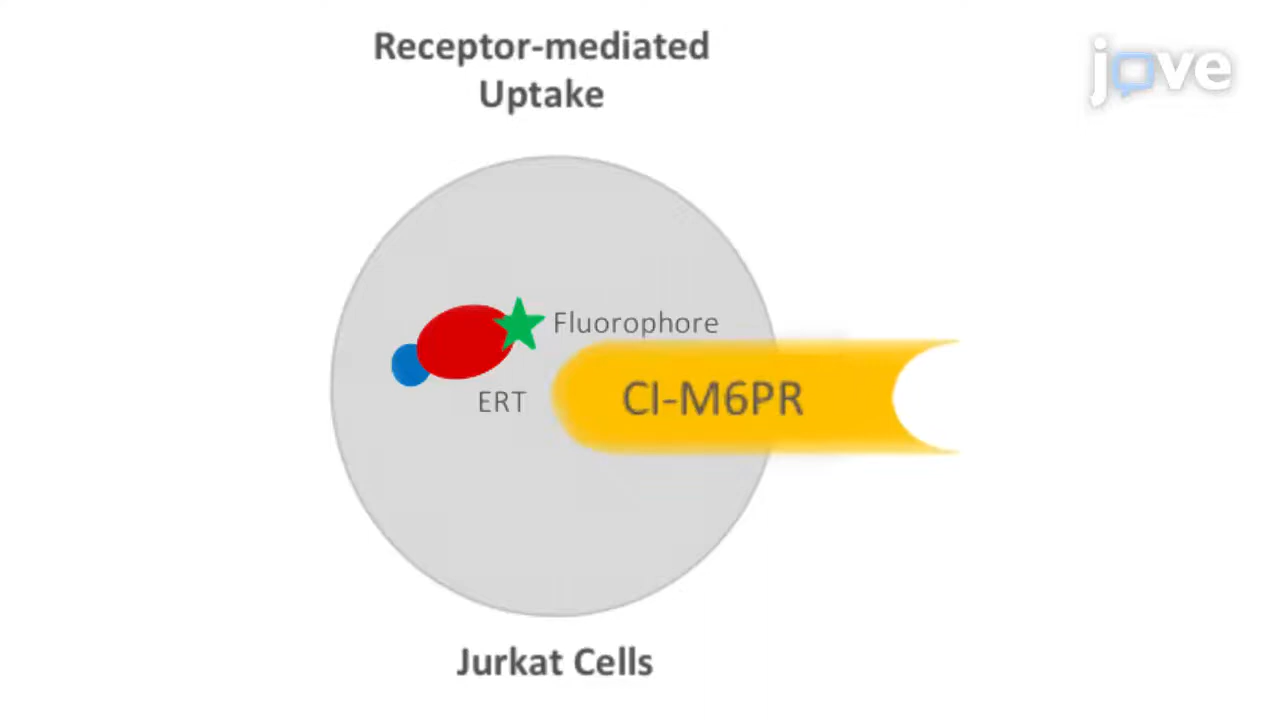 Receptor-mediated
Uptake
jove
Fluorophore
ERT
CI-M6PR
Jurkat Cells